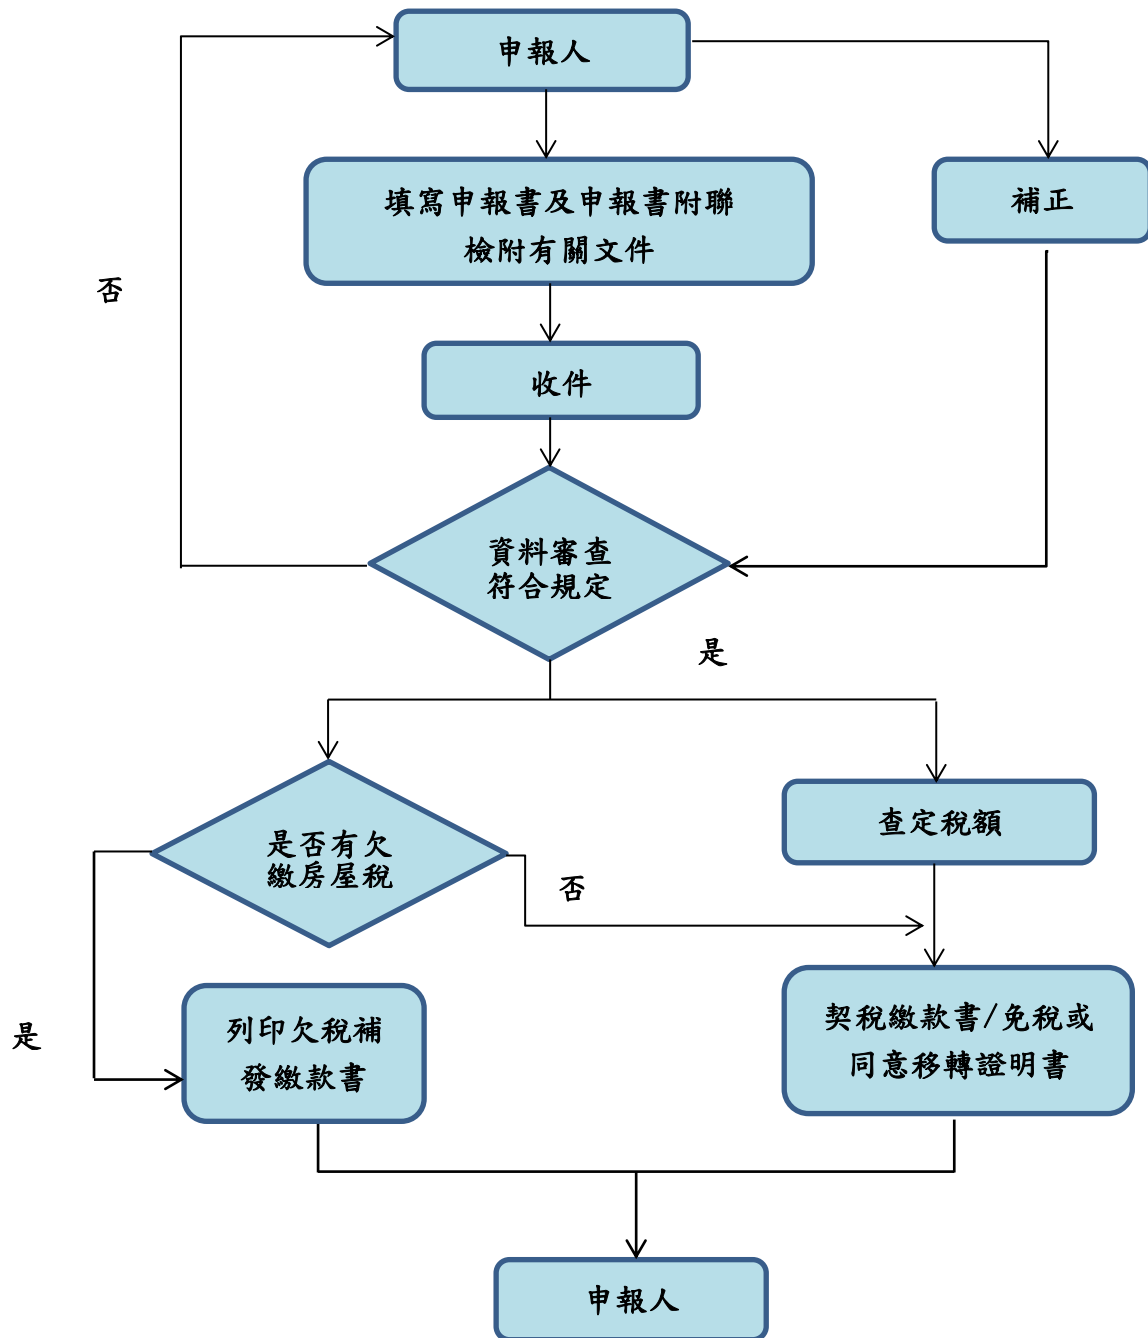 申報人
填寫申報書及申報書附聯
檢附有關文件
補正
否
收件
資料審查
符合規定
是
是否有欠
繳房屋稅
否
查定稅額
是
列印欠稅補
發繳款書
契稅繳款書/免稅或
同意移轉證明書
申報人